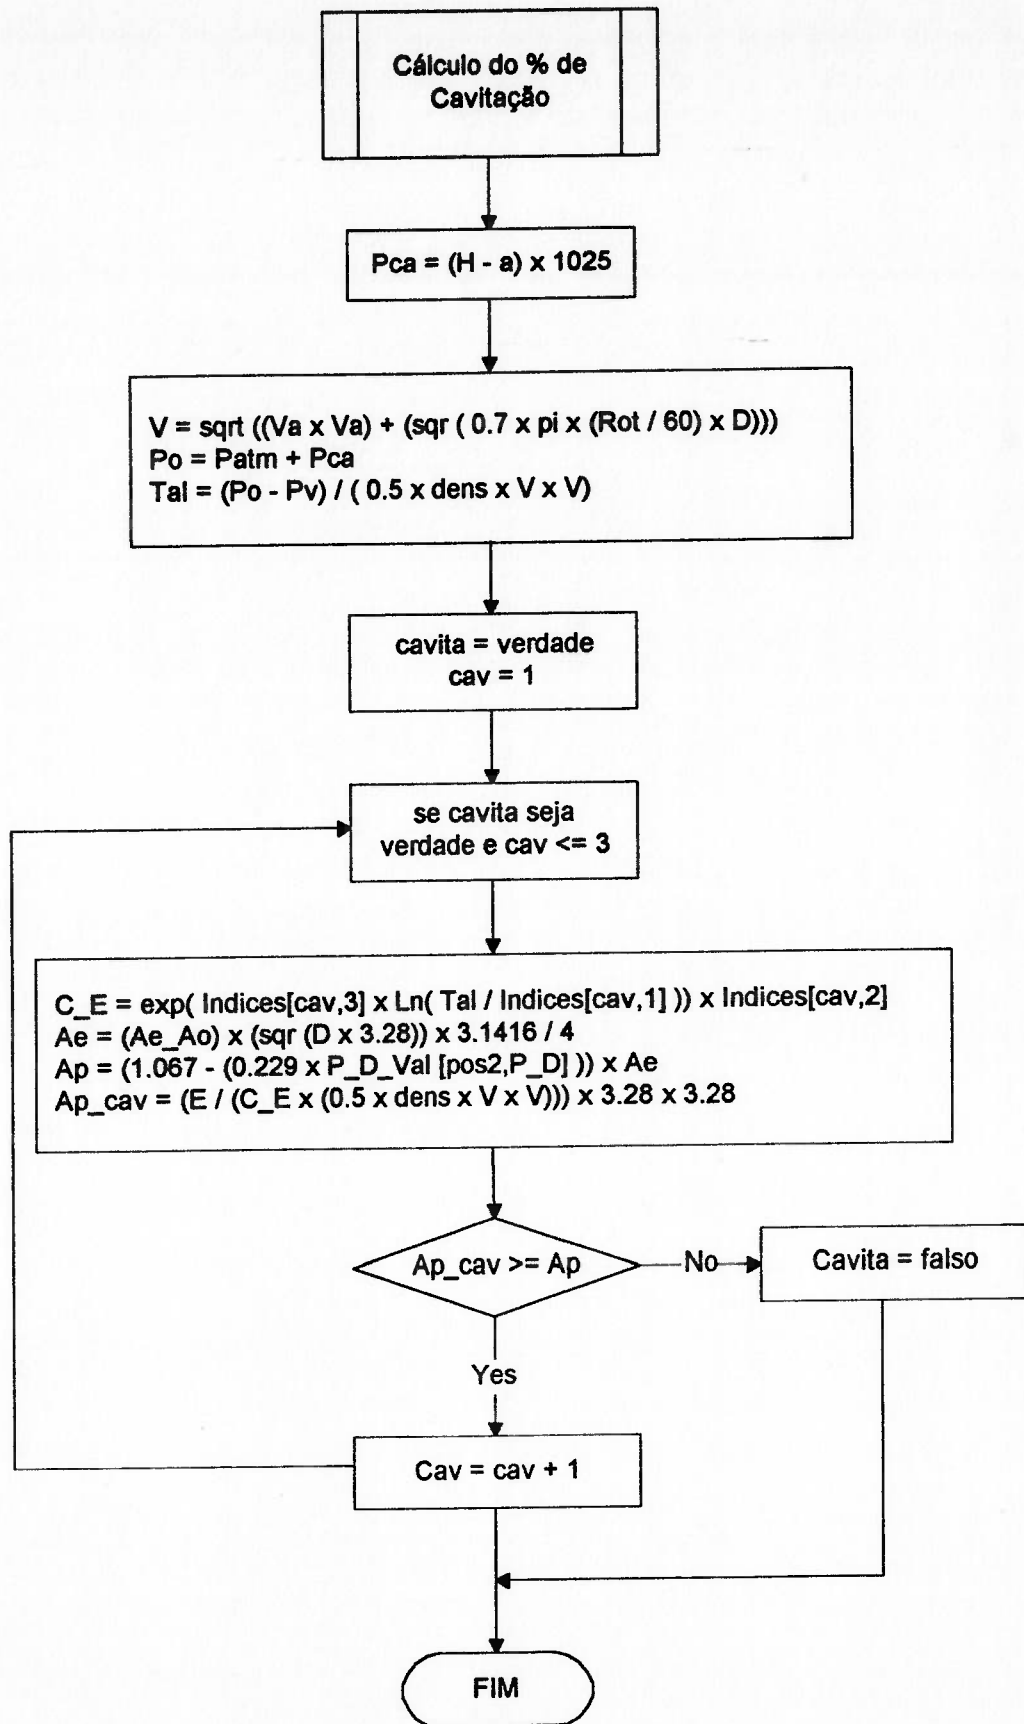 Cálculo do % de
Cavitação
Pca = (H - a) x 1025
V = sqrt ((Va x Va) + (sqr ( 0.7 x pi x (Rot / 60) x D)))
Po = Patm + Pca
Tal = (Po - Pv) / ( 0.5 x dens x V x V)
cavita = verdade
cav = 1
se cavita seja
verdade e cav <= 3
C_E = exp( Indices[cav,3] x Ln( Tal / Indices[cav,1] )) x Indices[cav,2]
Ae = (Ae_Ao) x (sqr (D x 3.28)) x 3.1416 / 4
Ap = (1.067 - (0.229 x P_D_Val [pos2,P_D] )) x Ae
Ap_cav = (E / (C_E x (0.5 x dens x V x V))) x 3.28 x 3.28
Ap_cav >= Ap
No
Cavita = falso
Yes
Cav = cav + 1
FIM